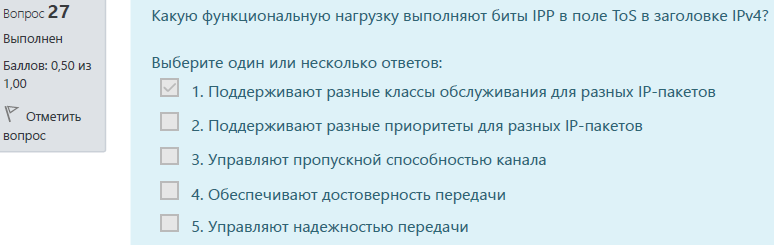 Вопрос 27
Выполнен
Баллов: 0,50 из
1,00
Отметить
вопрос
Какую функциональную нагрузку выполняют биты IPP в поле ToS в заголовке IPv4?
Выберите один или несколько ответов:
1. Поддерживают разные классы обслуживания для разных IP-пакетов
2. Поддерживают разные приоритеты для разных IP-пакетов
3. Управляют пропускной способностью канала
4. Обеспечивают достоверность передачи
5. Управляют надежностью передачи